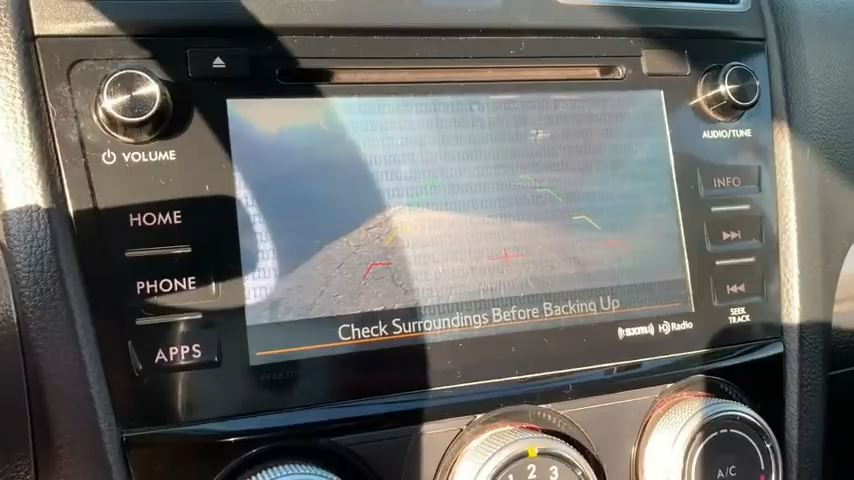 VOLUME
AUDIO/TUNE
HOME
INFO
PHONE
APPS
SEEK
TRACK
Check Surroundings Before Backing Up
((SXM)) HD Radio
1 2 3
A/C